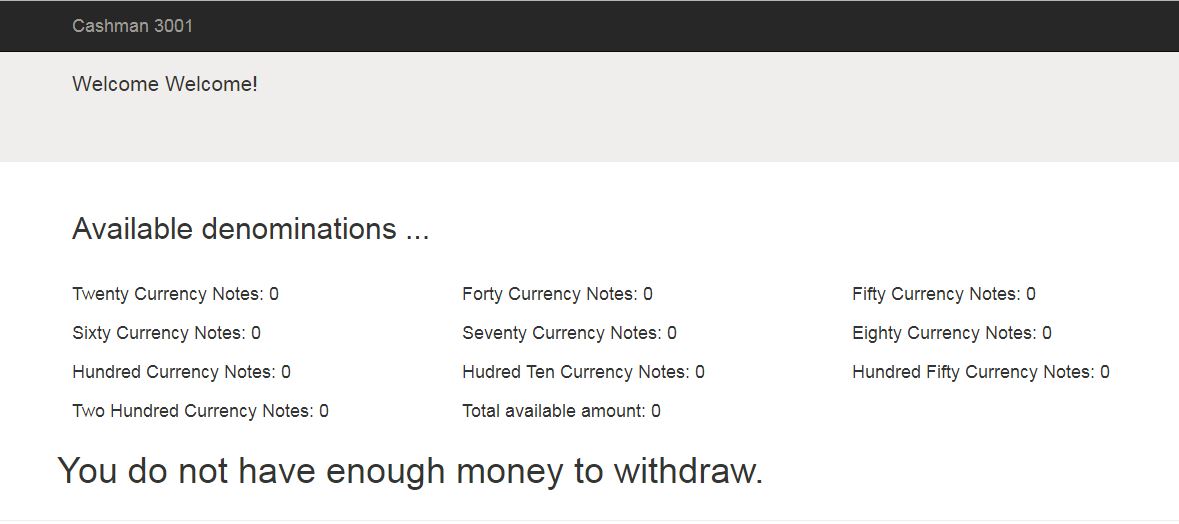 Cashman 3001
Welcome Welcome!
Available denominations ...
Twenty Currency Notes: 0 Forty Currency Notes: 0 Fifty Currency Notes: 0
Sixty Currency Notes: 0 Seventy Currency Notes: 0 Eighty Currency Notes: 0
Hundred Currency Notes: 0 Hudred Ten Currency Notes: 0 Hundred Fifty Currency Notes: 0
Two Hundred Currency Notes: 0 Total available amount: 0
You do not have enough money to withdraw.